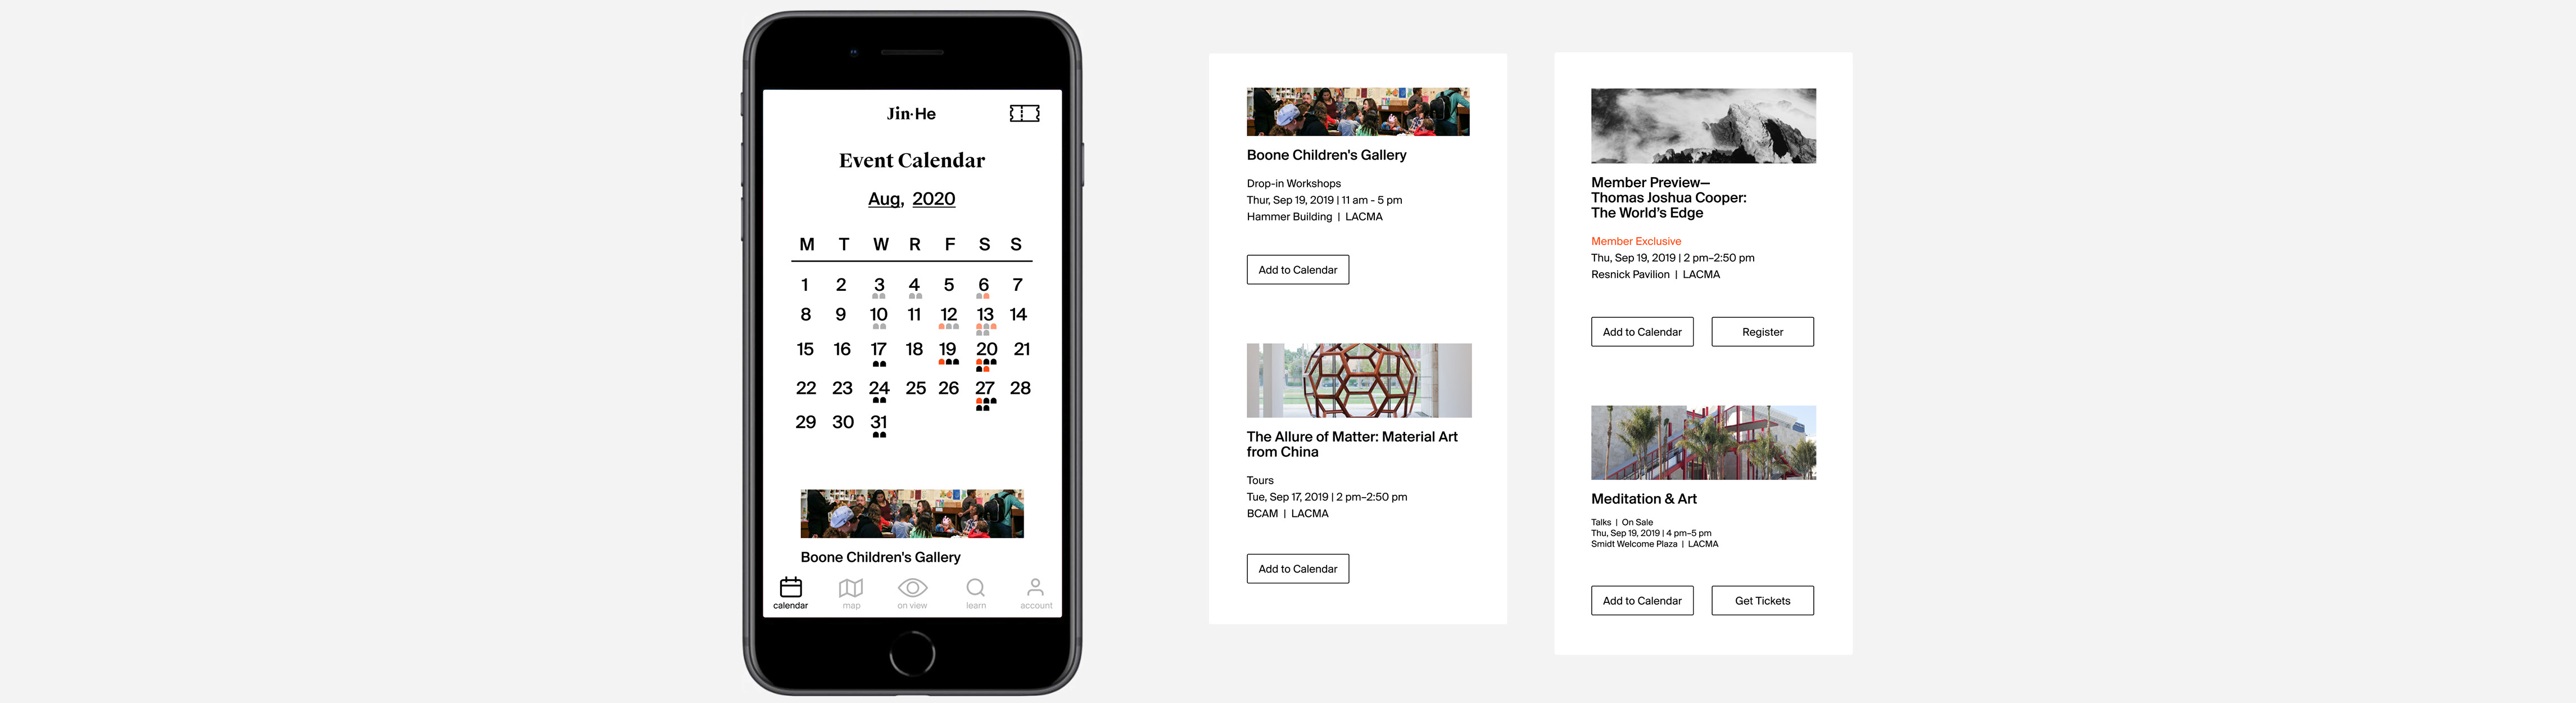 Jin·He
Event Calendar
Aug, 2020
M T W R F S S
1 2 3 4 5 6 7
8 9 10 11 12 13 14
15 16 17 18 19 20 21
22 23 24 25 26 27 28
29 30 31
Boone Children's Gallery
calendar map on view learn account
Boone Children's Gallery
Drop-in Workshops
Thur, Sep 19, 2019 | 11 am - 5 pm
Hammer Building | LACMA
Add to Calendar
The Allure of Matter: Material Art
from China
Tours
Tue, Sep 17, 2019 | 2 pm–2:50 pm
BCAM | LACMA
Add to Calendar
Member Preview—
Thomas Joshua Cooper:
The World's Edge
Member Exclusive
Thu, Sep 19, 2019 | 2 pm–2:50 pm
Resnick Pavilion | LACMA
Add to Calendar Register
Meditation & Art
Talks | On Sale
Thu, Sep 19, 2019 | 4 pm–5 pm
Smidt Welcome Plaza | LACMA
Add to Calendar Get Tickets